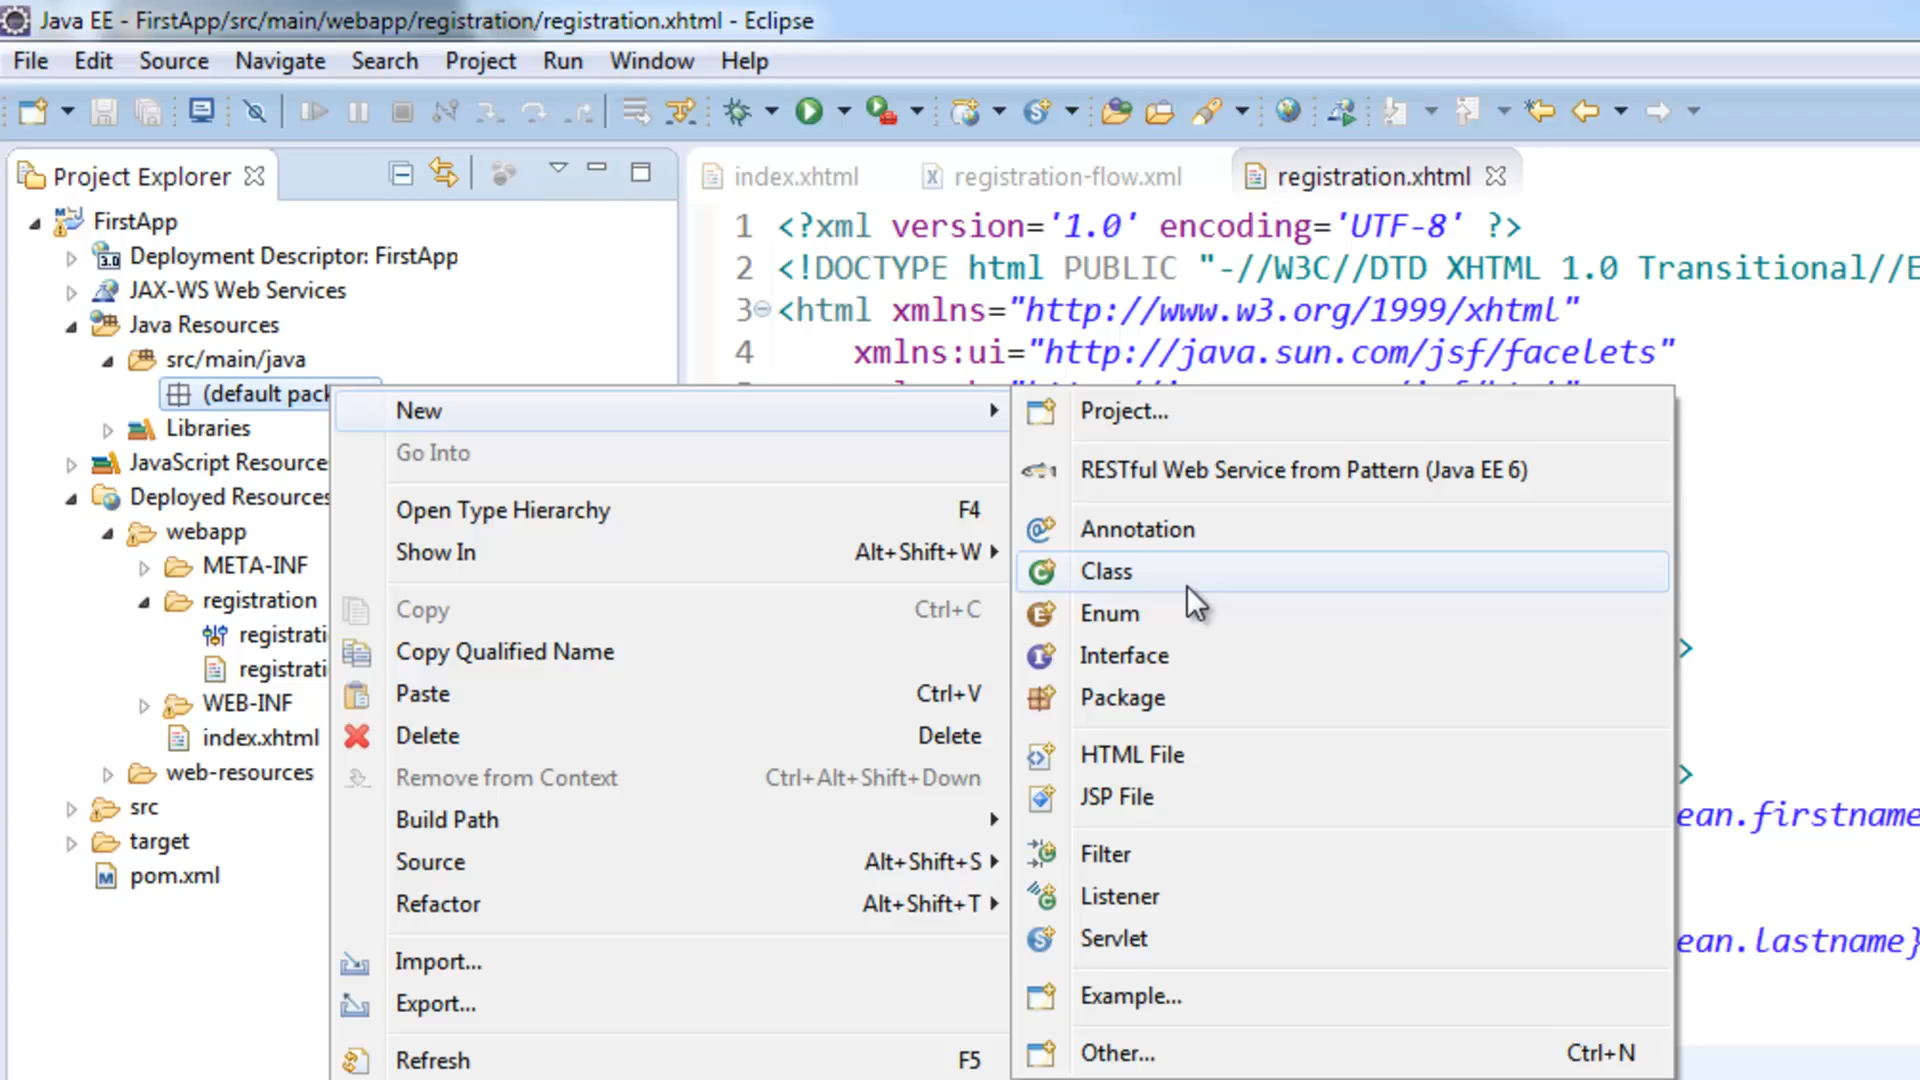 Java EE - FirstApp/src/main/webapp/registration/registration.xhtml - Eclipse
File Edit Source Navigate Search Project Run Window Help
Project Explorer
index.xhtml registration-flow.xml registration.xhtml
FirstApp
3.0 Deployment Descriptor: FirstApp
JAX-WS Web Services
Java Resources
src/main/java
(default pack
Libraries
JavaScript Resource
Deployed Resources
webapp
META-INF
registration
registrati
registrati
WEB-INF
index.xhtml
web-resources
src
target
pom.xml
1 <?xml version='1.0' encoding='UTF-8' ?>
2 <!DOCTYPE html PUBLIC "-//W3C//DTD XHTML 1.0 Transitional//E
3 <html xmlns="http://www.w3.org/1999/xhtml"
4 xmlns:ui="http://java.sun.com/jsf/facelets"
>
>
ean.firstname
ean.lastname}
New
Go Into
Open Type Hierarchy F4
Show In Alt+Shift+W
Copy Ctrl+C
Copy Qualified Name
Paste Ctrl+V
Delete Delete
Remove from Context Ctrl+Alt+Shift+Down
Build Path
Source Alt+Shift+S
Refactor Alt+Shift+T
Import...
Export...
Refresh F5
Project...
RESTful Web Service from Pattern (Java EE 6)
Annotation
Class
Enum
Interface
Package
HTML File
JSP File
Filter
Listener
Servlet
Example...
Other... Ctrl+N